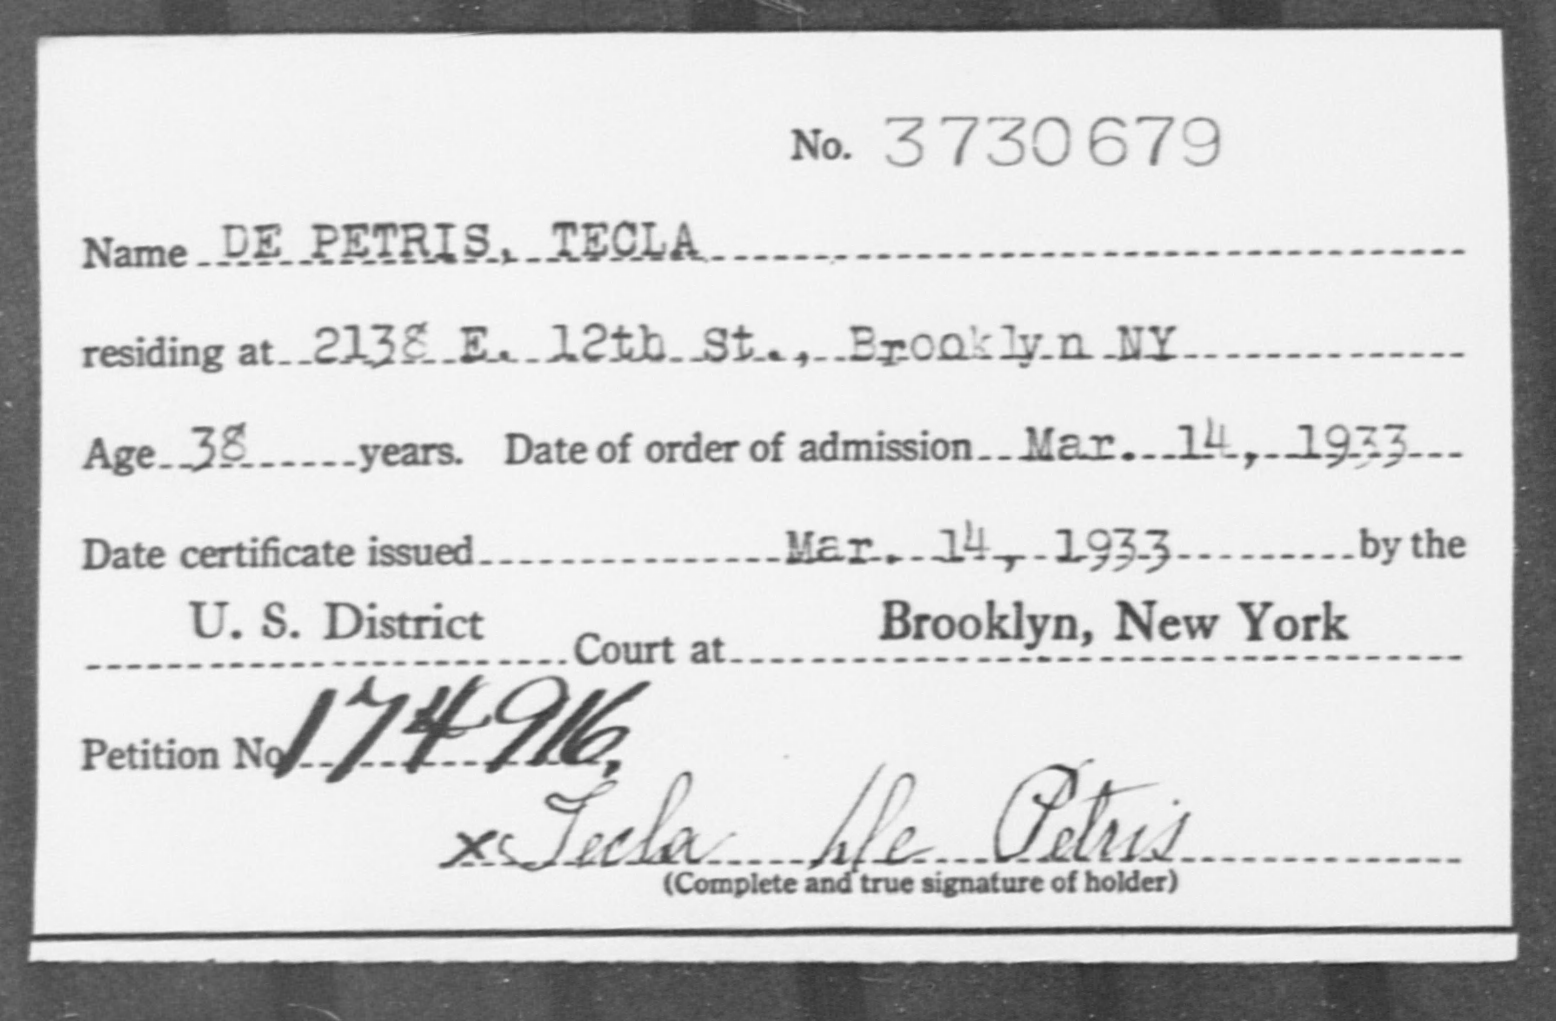 No. 3730679
Name DE PETRIS, TECLA
residing at 2138 E. 12th St., Brooklyn NY
Age 38 years. Date of order of admission Mar. 14, 1933
Date certificate issued Mar. 14, 1933 by the
U. S. District Court at Brooklyn, New York
Petition No 174916.
x Tecla De Petris
(Complete and true signature of holder)